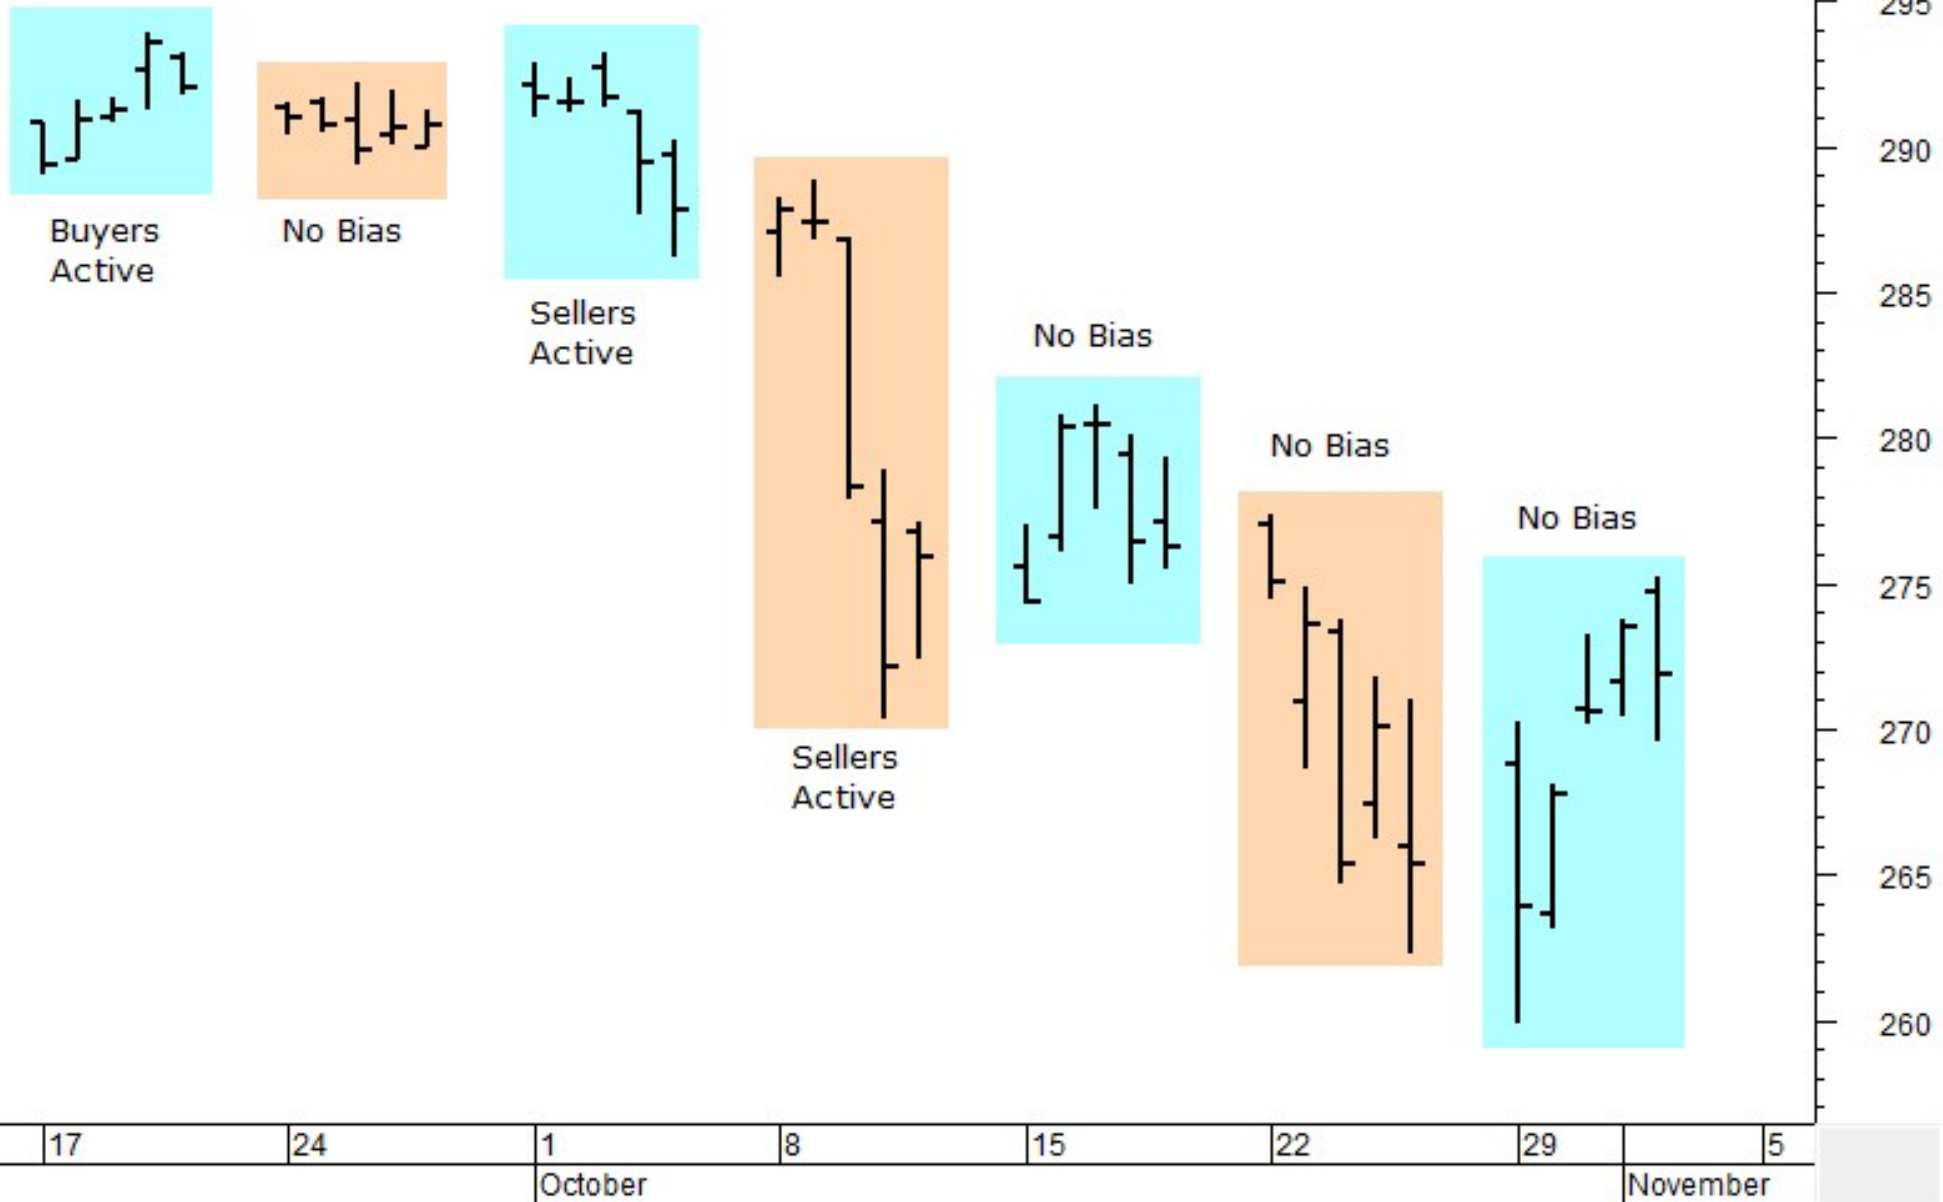 295
290
285
280
275
270
265
260
Buyers
Active
No Bias
Sellers
Active
Sellers
Active
No Bias
No Bias
No Bias
17 24 1 8 15 22 29 5
October November